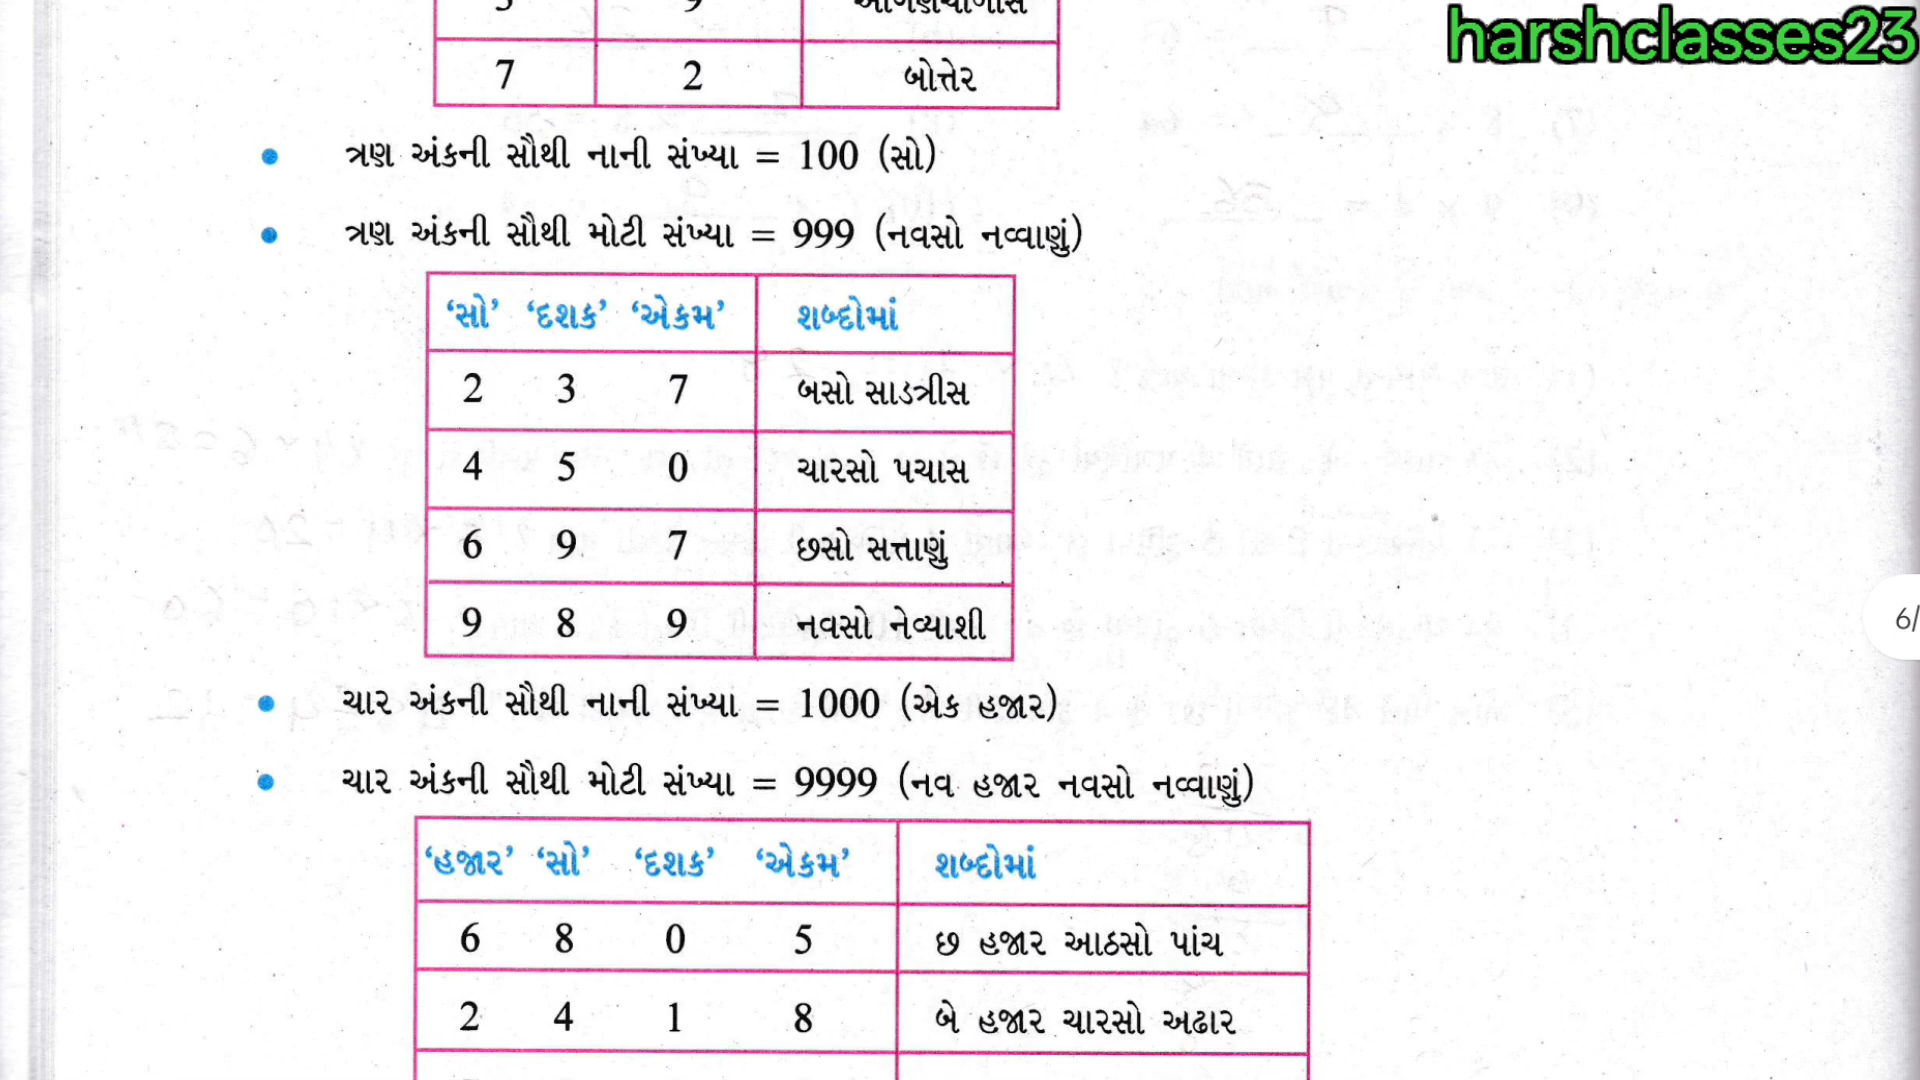 harshclasses23
7 2 બોત્તેર
• ત્રણ અંકની સૌથી નાની સંખ્યા = 100 (સો)
• ત્રણ અંકની સૌથી મોટી સંખ્યા = 999 (નવસો નવ્વાણું)
‘સો’ ‘દશક’ ‘એકમ’ શબ્દોમાં
2 3 7 બસો સાડત્રીસ
4 5 0 ચારસો પચાસ
6 9 7 છસો સત્તાણું
9 8 9 નવસો નેવ્યાશી
• ચાર અંકની સૌથી નાની સંખ્યા = 1000 (એક હજાર)
• ચાર અંકની સૌથી મોટી સંખ્યા = 9999 (નવ હજાર નવસો નવ્વાણું)
‘હજાર’ ‘સો’ ‘દશક’ ‘એકમ’ શબ્દોમાં
6 8 0 5 છ હજાર આઠસો પાંચ
2 4 1 8 બે હજાર ચારસો અઢાર
6/